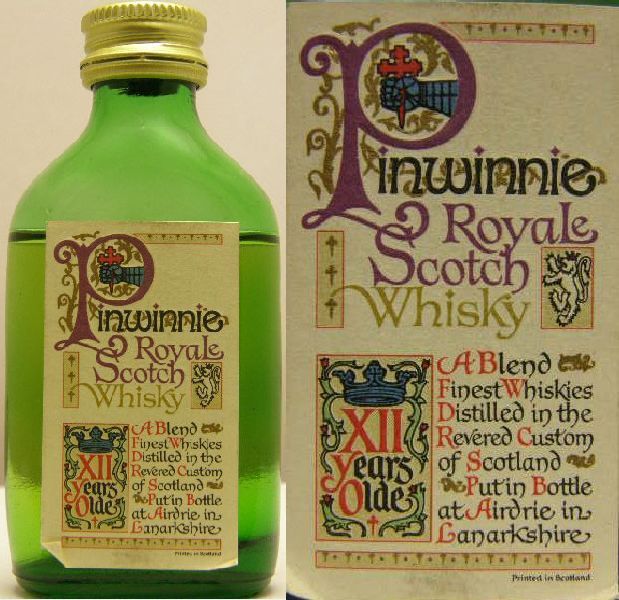 Pinwinnie
Royale
Scotch
Whisky
XII
Years
Olde
A Blend
Finest Whiskies
Distilled in the
Revered Custom
of Scotland
Put in Bottle
at Airdrie in
Lanarkshire
Printed in Scotland
Pinwinnie
Royale
Scotch
Whisky
XII
Years
Olde
A Blend
Finest Whiskies
Distilled in the
Revered Custom
of Scotland
Put in Bottle
at Airdrie in
Lanarkshire
Printed in Scotland